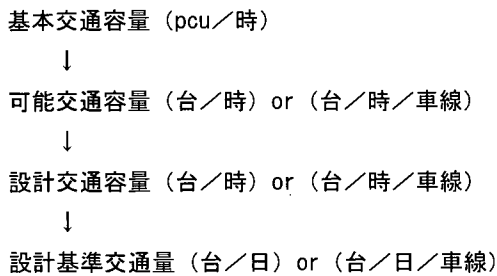 基本交通容量（pcu／時）
↓
可能交通容量（台／時）or（台／時／車線）
↓
設計交通容量（台／時）or（台／時／車線）
↓
設計基準交通量（台／日）or（台／日／車線）